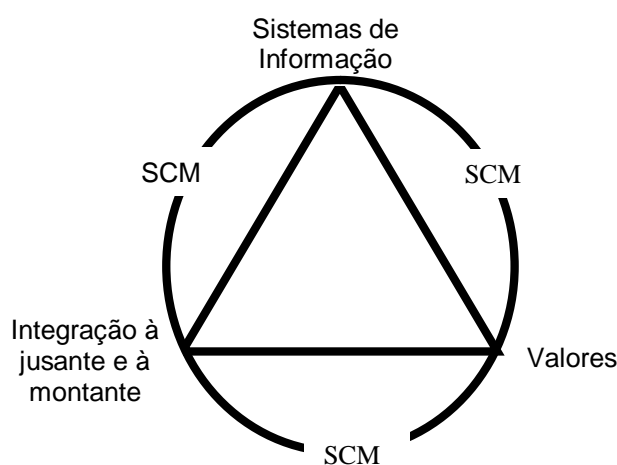 Sistemas de
Informação
SCM
SCM
Integração à
jusante e à
montante
Valores
SCM